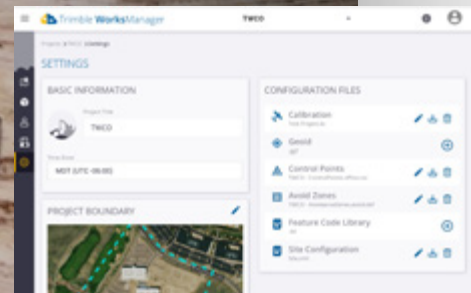 Trimble WorksManager
TWCO
SETTINGS
BASIC INFORMATION
Project Title
TWCO
Time Zone
MDT (UTC -06:00)
PROJECT BOUNDARY
CONFIGURATION FILES
Calibration
Geoid
Control Points
Avoid Zones
Feature Code Library
Site Configuration